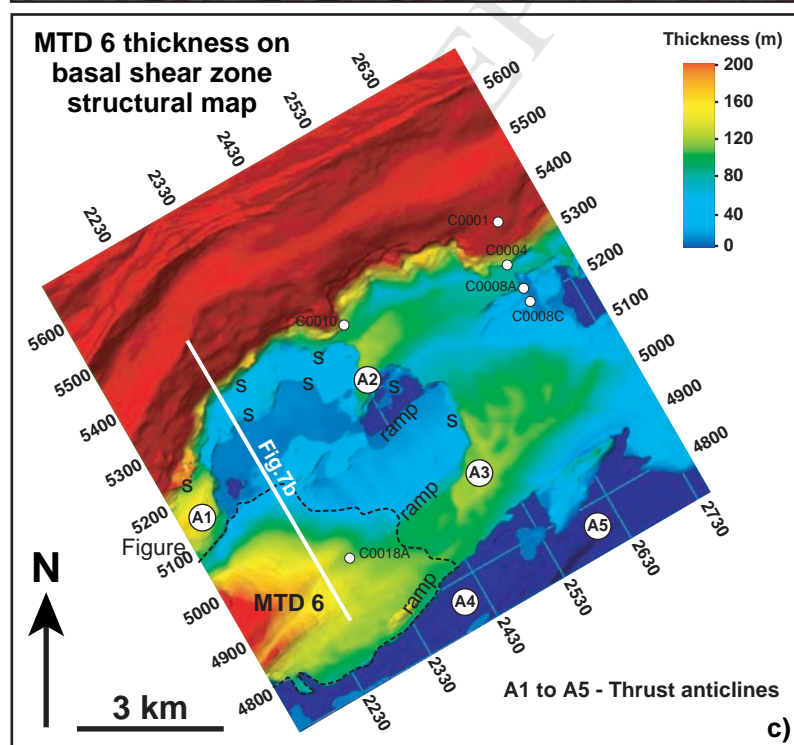 MTD 6 thickness on
basal shear zone
structural map
Thickness (m)
200
160
120
80
40
0
2230
2330
2430
2530
2630
5600
5500
5400
5300
5200
5100
5000
4900
4800
C0001
C0004
C0008A
C0008C
C0010
S
S
S
S
S
S
S
A2
ramp
Fig.7b
A3
ramp
A1
Figure
C0018A
MTD 6
ramp
A4
A5
5600
5500
5400
5300
5200
5100
5000
4900
4800
2230
2330
2430
2530
2630
2730
N
3 km
A1 to A5 - Thrust anticlines
c)